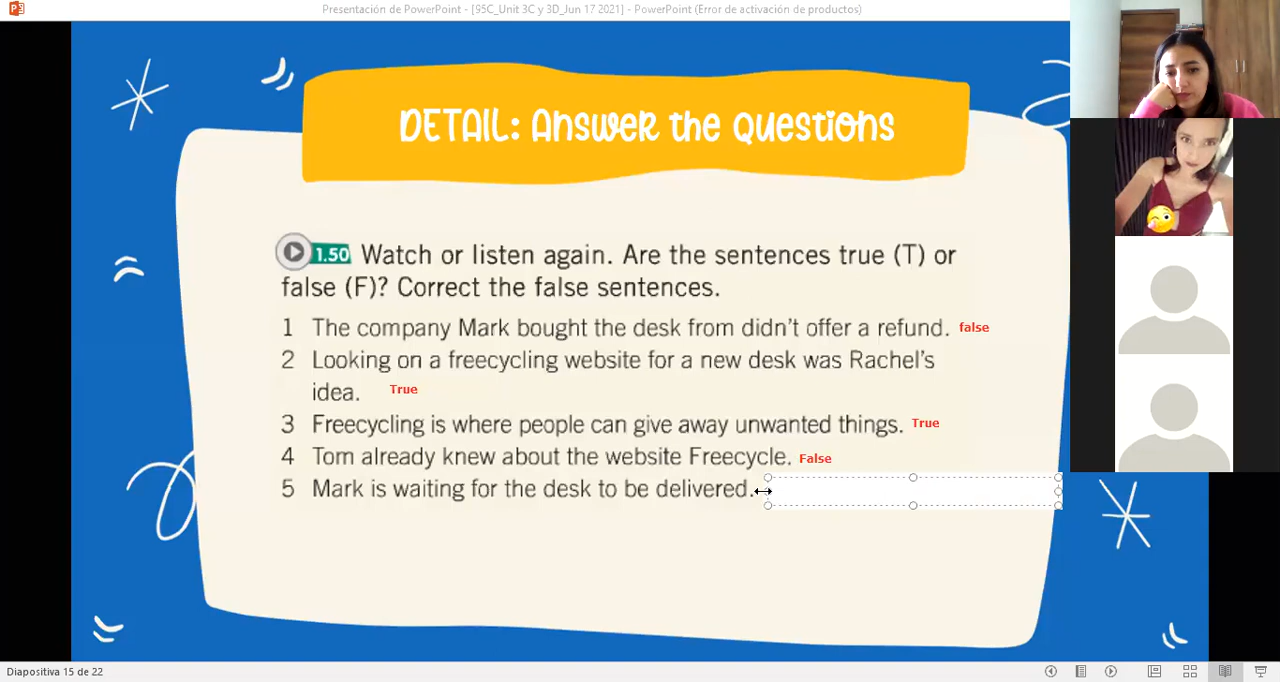 Presentación de PowerPoint - [95C_Unit 3C y 3D_Jun 17 2021] - PowerPoint (Error de activación de productos)
DETAIL: Answer the Questions
1.50 Watch or listen again. Are the sentences true (T) or
false (F)? Correct the false sentences.
1 The company Mark bought the desk from didn't offer a refund. false
2 Looking on a freecycling website for a new desk was Rachel's
idea. True
3 Freecycling is where people can give away unwanted things. True
4 Tom already knew about the website Freecycle. False
5 Mark is waiting for the desk to be delivered.
Diapositiva 15 de 22